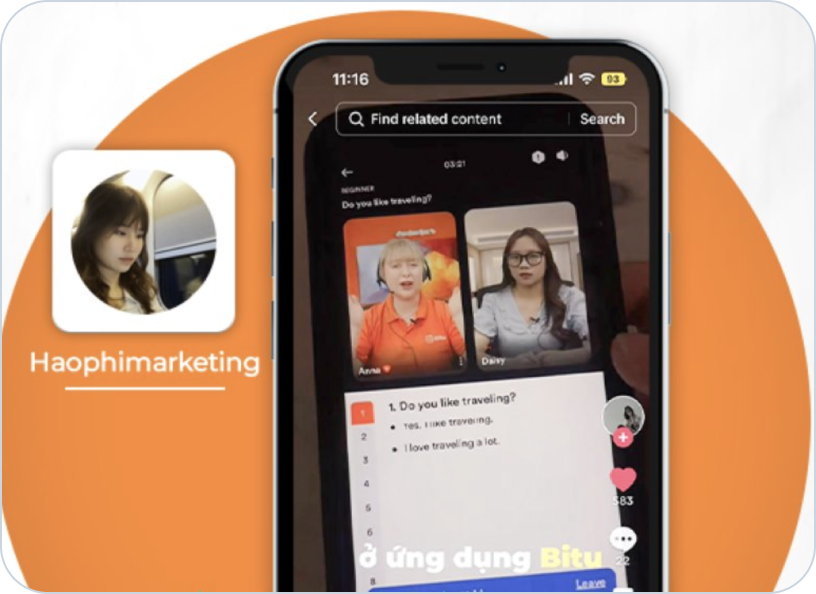 11:16
93
Find related content
Search
03:21
BEGINNER
Do you like traveling?
Anna
Daisy
Haophimarketing
1
1. Do you like traveling?
Yes, I like traveling.
2
I love traveling a lot.
3
4
5
6
8
583
22
ở ứng dụng Bitu
Leave